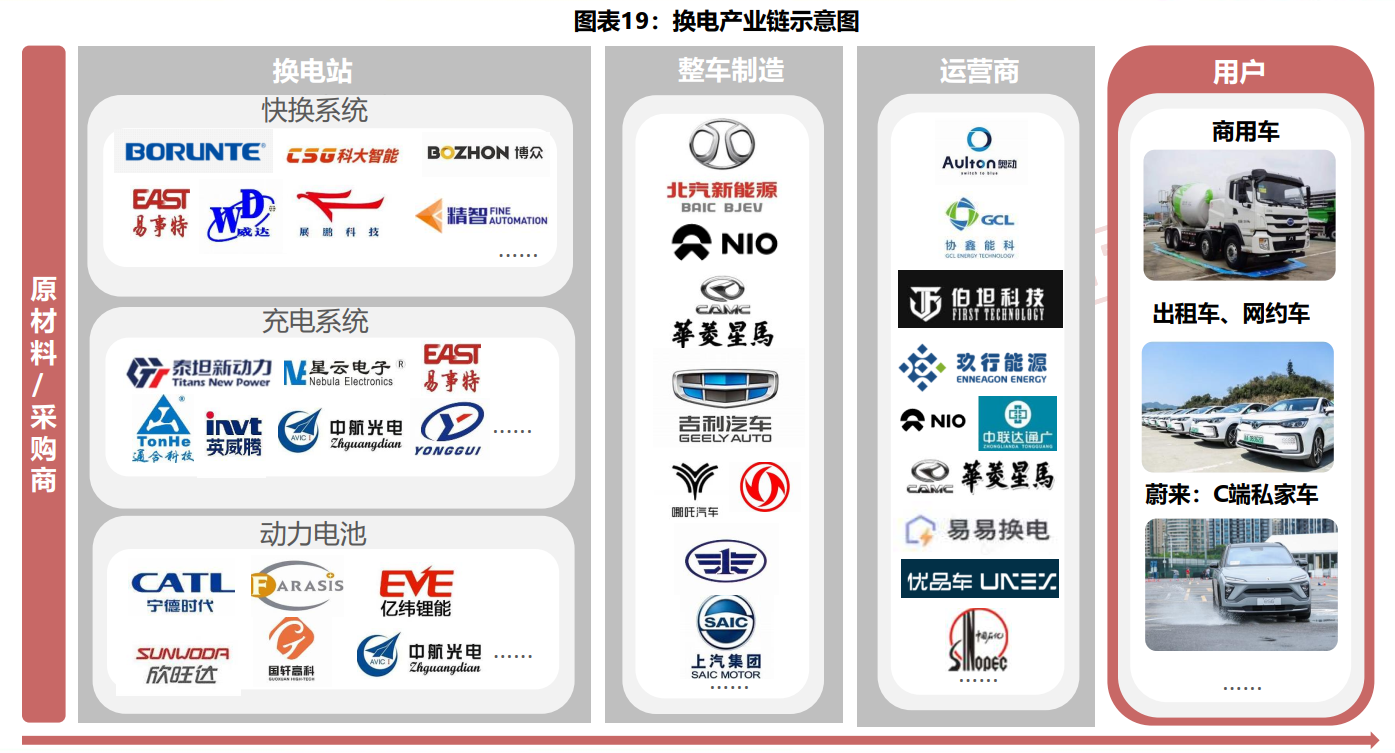 图表19：换电产业链示意图
原材料/采购商
换电站
快换系统
BORUNTE®
CSG科大智能
BOZHON 博众
EAST
易事特
WD
威达
展鹏科技
精智 FINE
AUTOMATION
......
充电系统
泰坦新动力
Titans New Power
星云电子®
Nebula Electronics
EAST
易事特
®
TonHe
通合科技
invt
英威腾
AVIC
中航光电
Zhguangdian
YONGGUI
......
动力电池
CATL
宁德时代
FARASIS
EVE
亿纬锂能
SUNWODA
欣旺达
国轩高科
GUOXUAN HIGH-TECH
AVIC
中航光电
Zhguangdian
......
整车制造
北汽新能源
BAIC BJEV
NIO
CAMC
華菱星馬
吉利汽车
GEELY AUTO
哪吒汽车
SAIC
上汽集团
SAIC MOTOR
......
运营商
Aulton奥动
switch to blue
GCL
协鑫能科
GCL ENERGY TECHNOLOGY
伯坦科技
FIRST TECHNOLOGY
玖行能源
ENNEAGON ENERGY
NIO
中联达通广
ZHONGLIANDA TONGGUANG
CAMC
華菱星馬
易易换电
优品车 UNEX
中国石化
SINOPEC
......
用户
商用车
出租车、网约车
蔚来：C端私家车
......